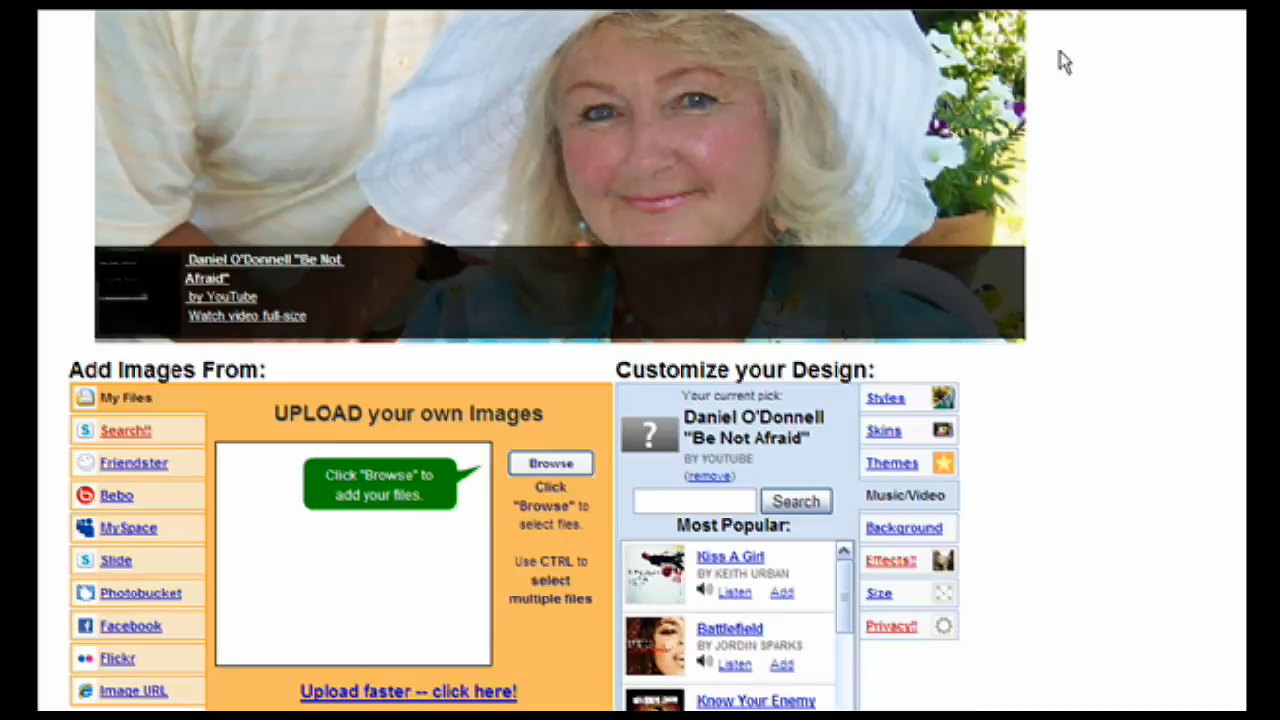 Daniel O'Donnell "Be Not
Afraid"
by YouTube
Watch video full-size
Add Images From:
My Files
Search!!
Friendster
Bebo
MySpace
Slide
Photobucket
Facebook
Flickr
Image URL
UPLOAD your own Images
Click "Browse" to
add your files.
Browse
Click
"Browse" to
select files.
Use CTRL to
select
multiple files
Upload faster -- click here!
Customize your Design:
Your current pick:
?
Daniel O'Donnell
"Be Not Afraid"
BY YOUTUBE
(remove)
Search
Most Popular:
Kiss A Girl
BY KEITH URBAN
Listen Add
Battlefield
BY JORDIN SPARKS
Listen Add
Know Your Enemy
Styles
Skins
Themes
Music/Video
Background
Effects!!
Size
Privacy!!